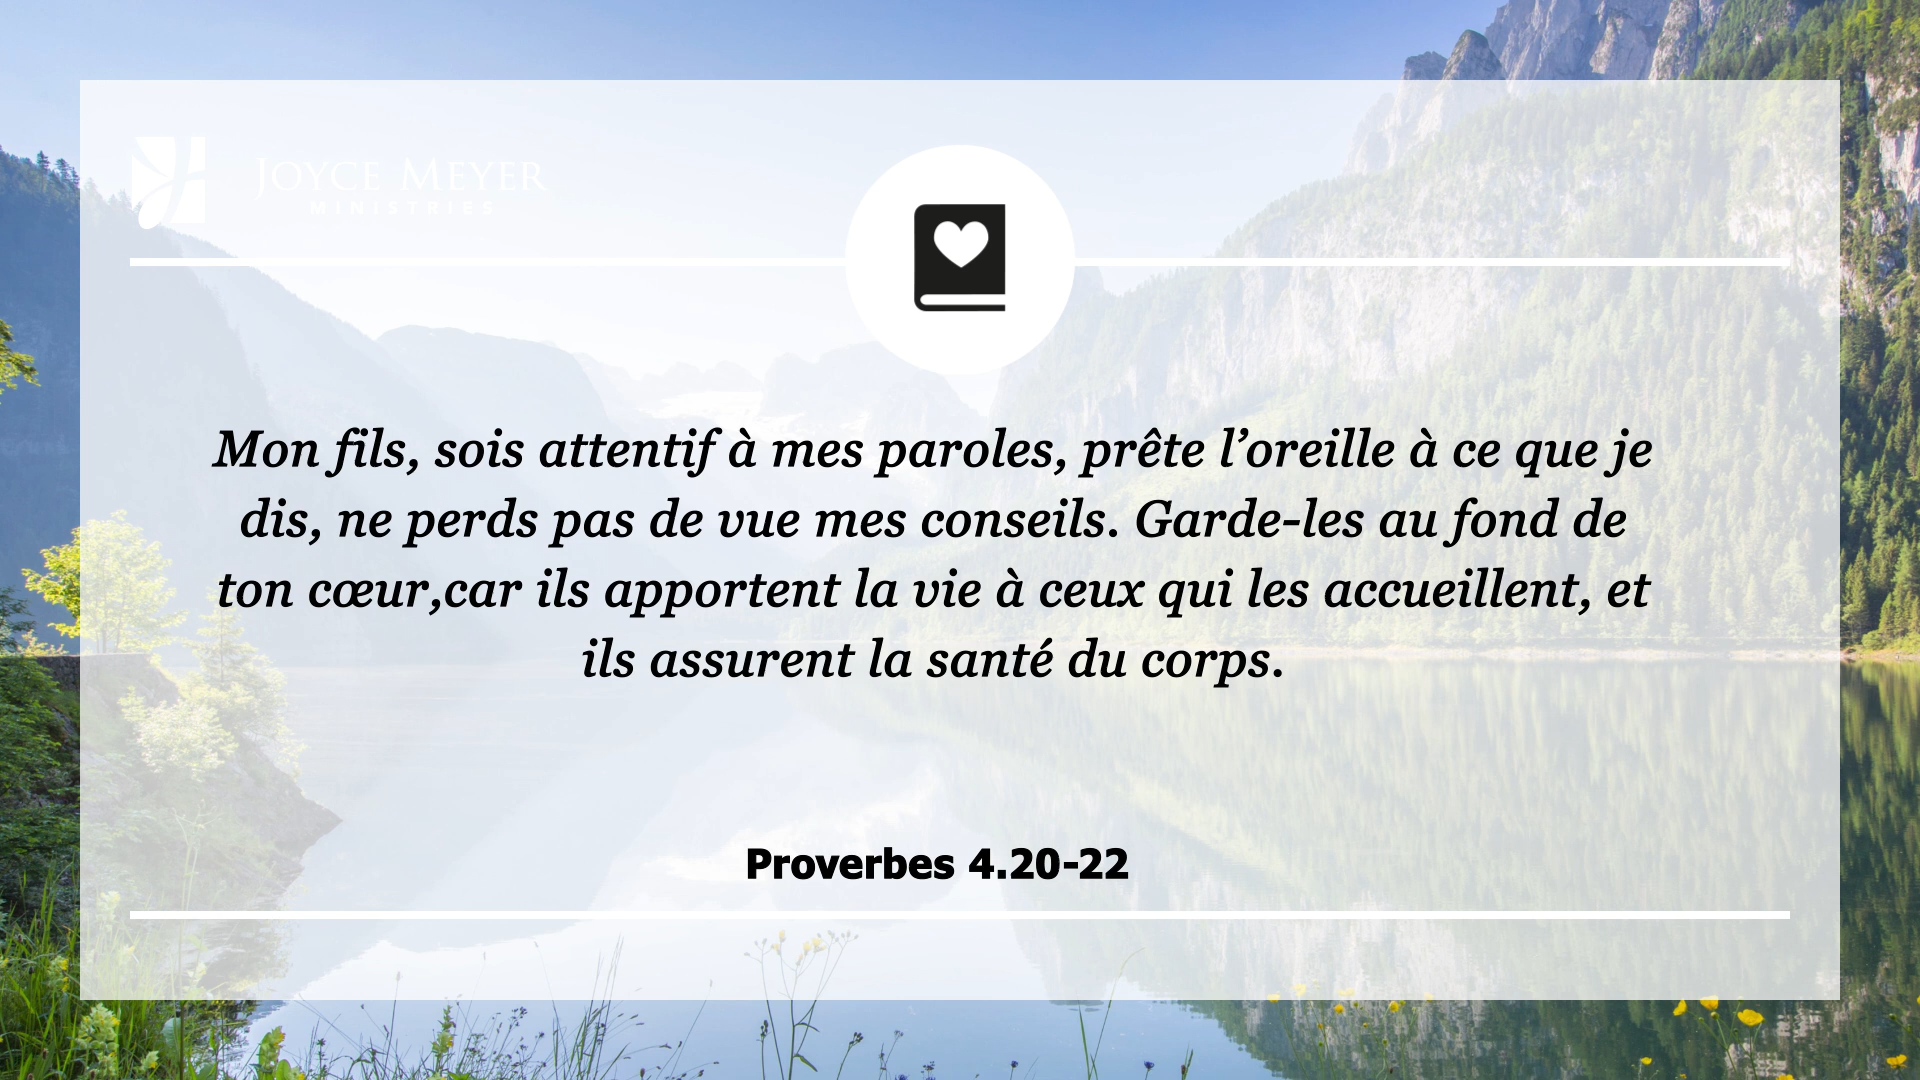 JOYCE MEYER
MINISTRIES
Mon fils, sois attentif à mes paroles, prête l’oreille à ce que je
dis, ne perds pas de vue mes conseils. Garde-les au fond de
ton cœur,car ils apportent la vie à ceux qui les accueillent, et
ils assurent la santé du corps.
Proverbes 4.20-22